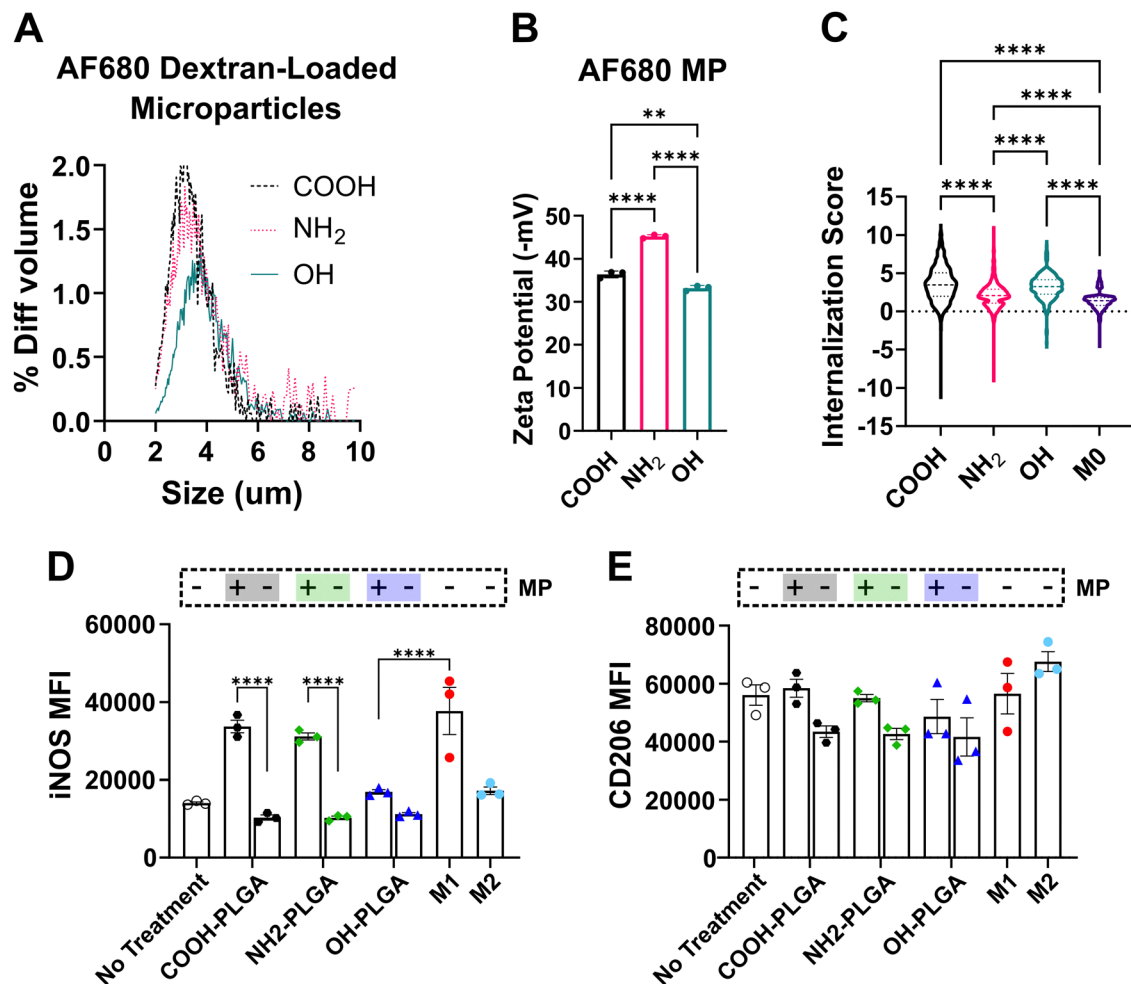 A
AF680 Dextran-Loaded
Microparticles
% Diff volume
2.0
1.5
1.0
0.5
0.0
0 2 4 6 8 10
Size (um)
COOH
NH₂
OH
B
AF680 MP
**
****
****
Zeta Potential (-mV)
50
40
30
20
10
0
COOH
NH₂
OH
C
****
****
****
****
****
Internalization Score
15
10
5
0
-5
-10
-15
COOH
NH₂
OH
M0
D
- + - + - + - - - MP
iNOS MFI
60000
40000
20000
0
****
****
****
No Treatment
COOH-PLGA
NH2-PLGA
OH-PLGA
M1
M2
E
- + - + - + - - - MP
CD206 MFI
80000
60000
40000
20000
0
No Treatment
COOH-PLGA
NH2-PLGA
OH-PLGA
M1
M2